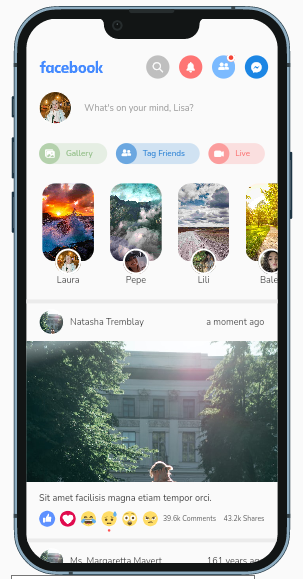 facebook
What's on your mind, Lisa?
Gallery
Tag Friends
Live
Laura
Pepe
Lili
Bale
Natasha Tremblay
a moment ago
Sit amet facilisis magna etiam tempor orci.
39.6k Comments
43.2k Shares
Ms. Margaretta Mayert
161 years ago